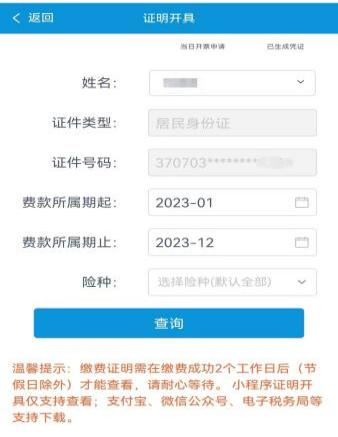 返回 证明开具
当日开票申请 已生成凭证
姓名：
证件类型： 居民身份证
证件号码： 370703********
费款所属期起： 2023-01
费款所属期止： 2023-12
险种： 选择险种(默认全部)
查询
温馨提示：缴费证明需在缴费成功2个工作日后（节
假日除外）才能查看，请耐心等待。小程序证明开
具仅支持查看；支付宝、微信公众号、电子税务局等
支持下载。